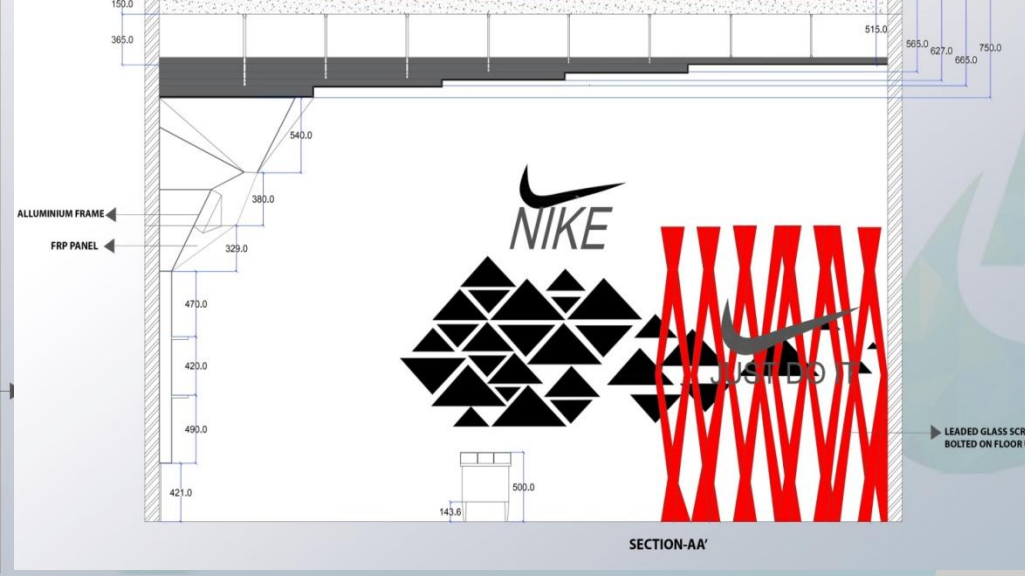 150.0
365.0
515.0
565.0
627.0
665.0
750.0
540.0
380.0
329.0
ALLUMINIUM FRAME
FRP PANEL
NIKE
470.0
420.0
490.0
421.0
JUST DO IT
LEADED GLASS SCR
BOLTED ON FLOOR
500.0
143.6
SECTION-AA'